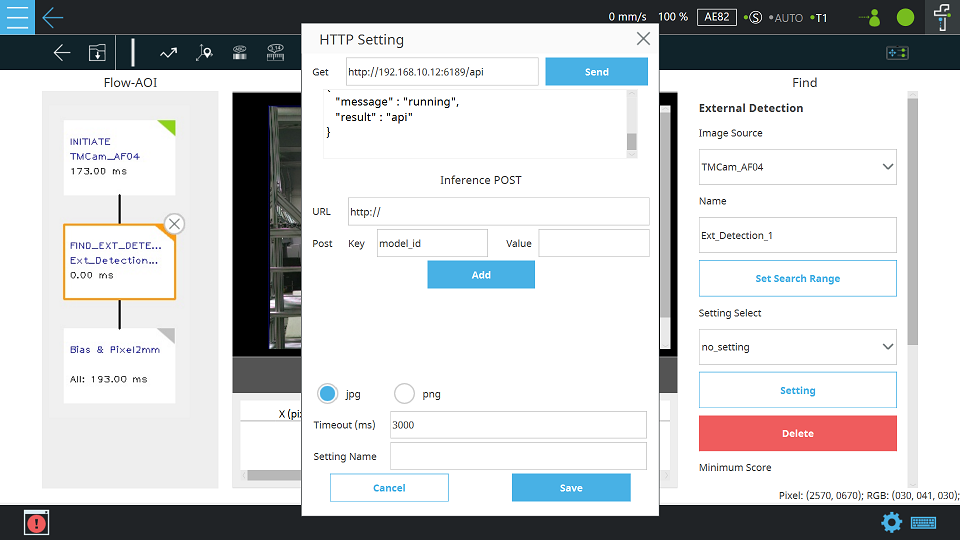 0 mm/s 100 % AE82 S AUTO T1
Flow-AOI
INITIATE
TMCam_AF04
173.00 ms
FIND_EXT_DETE...
Ext_Detection...
0.00 ms
Bias & Pixel2mm
All: 193.00 ms
X (pi
HTTP Setting
Get http://192.168.10.12:6189/api Send
"message" : "running",
"result" : "api"
}
Inference POST
URL http://
Post Key model_id Value
Add
jpg png
Timeout (ms) 3000
Setting Name
Cancel Save
Find
External Detection
Image Source
TMCam_AF04
Name
Ext_Detection_1
Set Search Range
Setting Select
no_setting
Setting
Delete
Minimum Score
Pixel: (2570, 0670); RGB: (030, 041, 030);